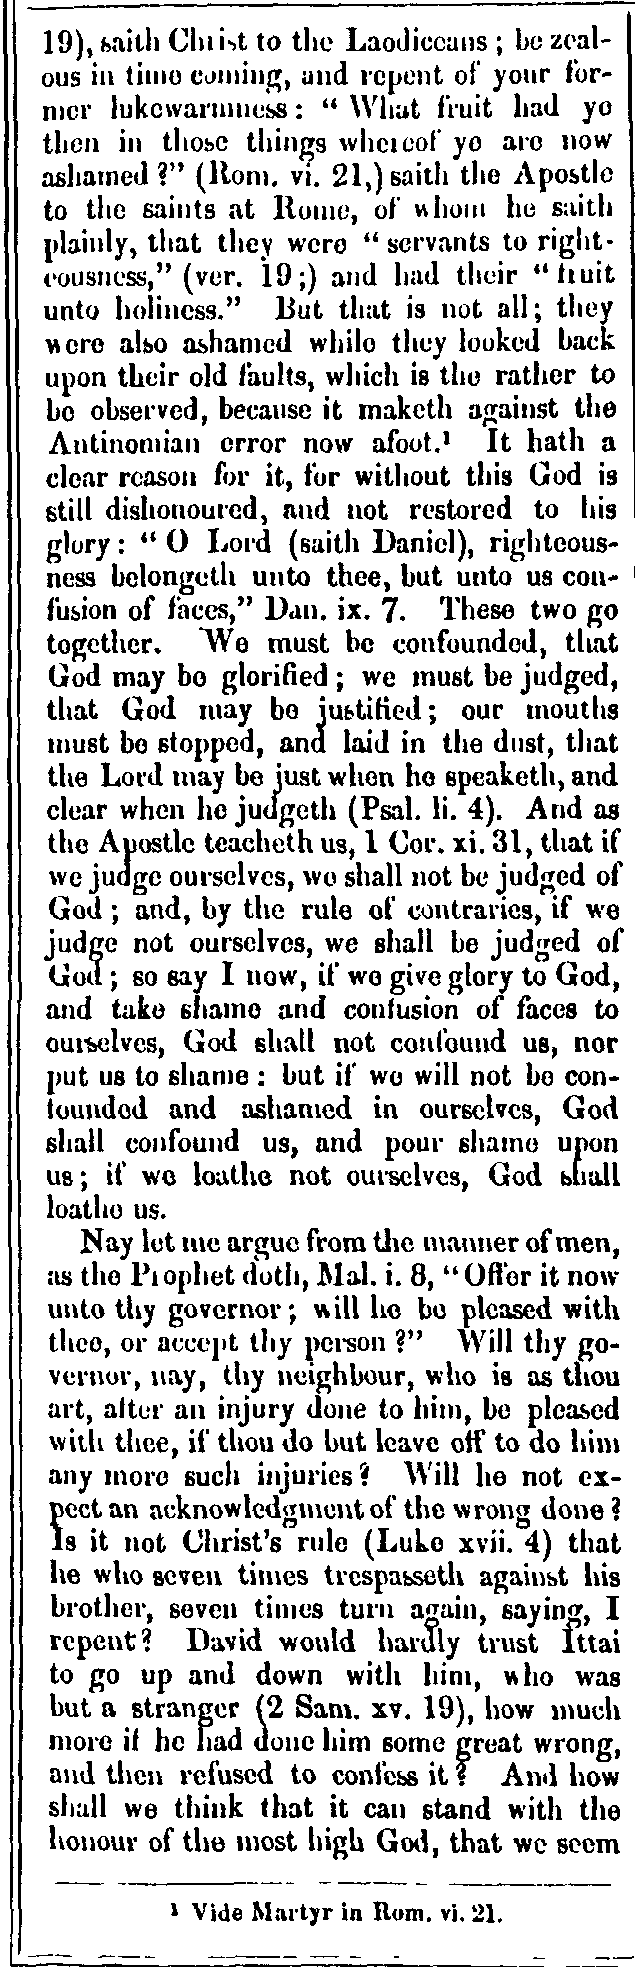 19), saith Christ to the Laodiceans; be zeal-
ous in time coming, and repent of your for-
mer lukewarmness: “What fruit had ye
then in those things whereof ye are now
ashamed?” (Rom. vi. 21,) saith the Apostle
to the saints at Rome, of whom he saith
plainly, that they were “servants to right-
eousness,” (ver. 19;) and had their “fruit
unto holiness.” But that is not all; they
were also ashamed while they looked back
upon their old faults, which is the rather to
be observed, because it maketh against the
Antinomian error now afoot.¹ It hath a
clear reason for it, for without this God is
still dishonoured, and not restored to his
glory: “O Lord (saith Daniel), righteous-
ness belongeth unto thee, but unto us con-
fusion of faces,” Dan. ix. 7. These two go
together. We must be confounded, that
God may be glorified; we must be judged,
that God may be justified; our mouths
must be stopped, and laid in the dust, that
the Lord may be just when he speaketh, and
clear when he judgeth (Psal. li. 4). And as
the Apostle teacheth us, 1 Cor. xi. 31, that if
we judge ourselves, we shall not be judged of
God; and, by the rule of contraries, if we
judge not ourselves, we shall be judged of
God; so say I now, if we give glory to God,
and take shame and confusion of faces to
ourselves, God shall not confound us, nor
put us to shame: but if we will not be con-
founded and ashamed in ourselves, God
shall confound us, and pour shame upon
us; if we loathe not ourselves, God shall
loathe us.
Nay let me argue from the manner of men,
as the Prophet doth, Mal. i. 8, “Offer it now
unto thy governor; will he be pleased with
thee, or accept thy person?” Will thy go-
vernor, nay, thy neighbour, who is as thou
art, after an injury done to him, be pleased
with thee, if thou do but leave off to do him
any more such injuries? Will he not ex-
pect an acknowledgment of the wrong done?
Is it not Christ's rule (Luke xvii. 4) that
he who seven times trespasseth against his
brother, seven times turn again, saying, I
repent? David would hardly trust Ittai
to go up and down with him, who was
but a stranger (2 Sam. xv. 19), how much
more if he had done him some great wrong,
and then refused to confess it? And how
shall we think that it can stand with the
honour of the most high God, that we seem
¹ Vide Martyr in Rom. vi. 21.